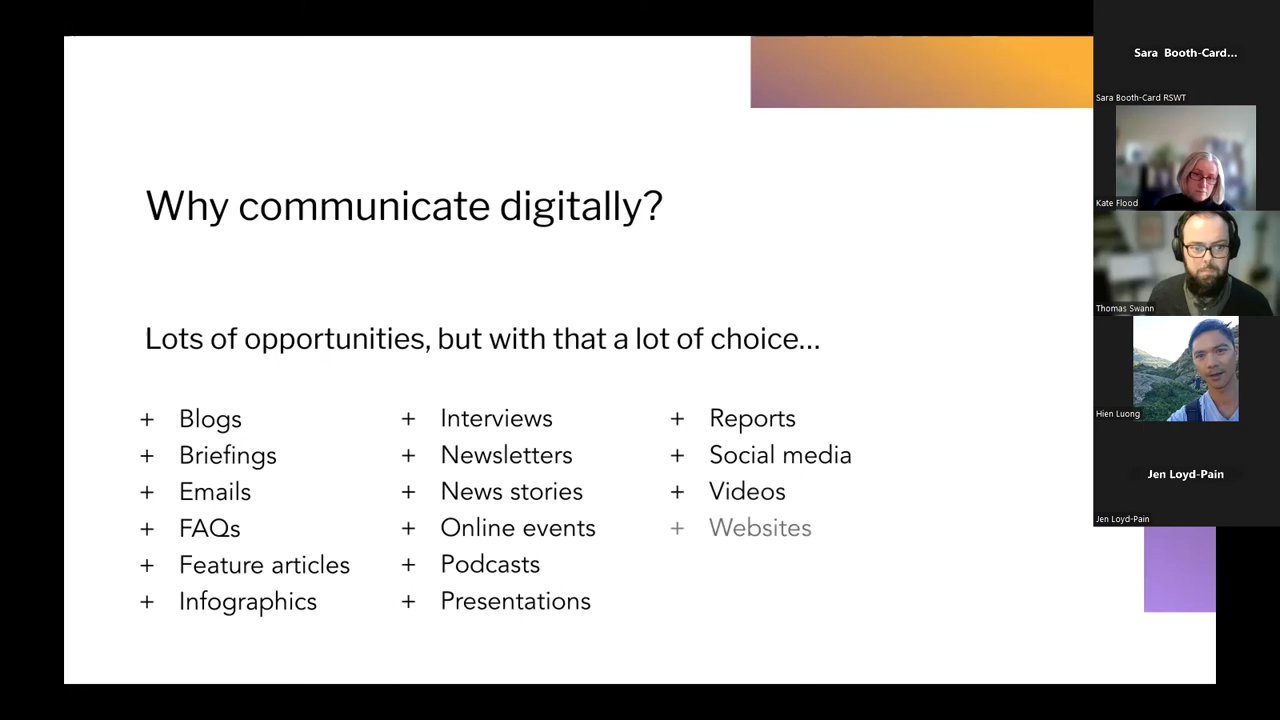 Why communicate digitally?
Lots of opportunities, but with that a lot of choice...
+ Blogs
+ Briefings
+ Emails
+ FAQs
+ Feature articles
+ Infographics
+ Interviews
+ Newsletters
+ News stories
+ Online events
+ Podcasts
+ Presentations
+ Reports
+ Social media
+ Videos
+ Websites
Sara Booth-Card...
Sara Booth-Card RSWT
Kate Flood
Thomas Swann
Hien Luong
Jen Loyd-Pain
Jen Loyd-Pain